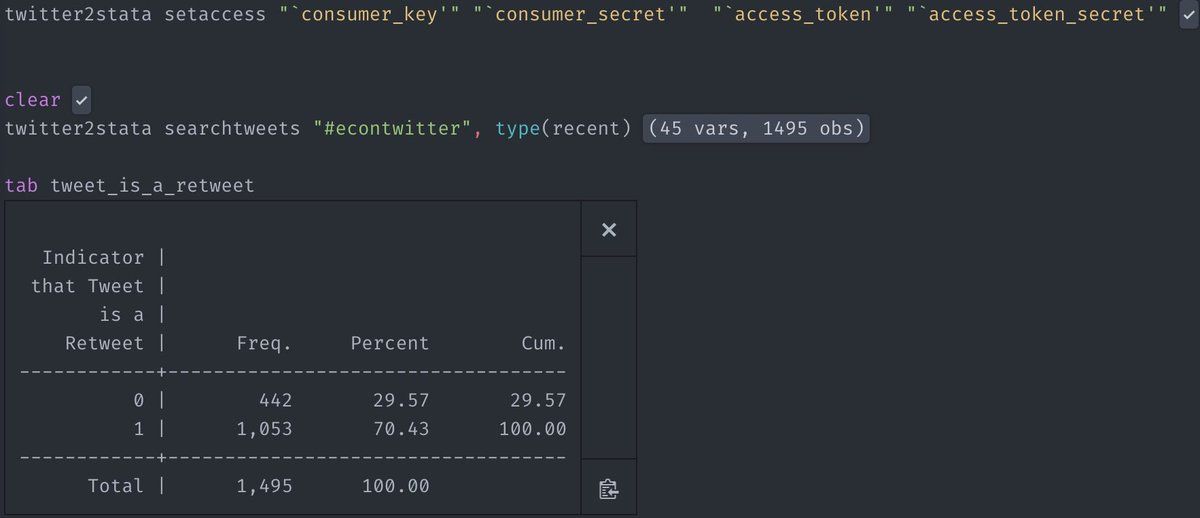 twitter2stata setaccess "`consumer_key'" "`consumer_secret'"  "`access_token'" "`access_token_secret'"
clear
twitter2stata searchtweets "#econtwitter", type(recent) (45 vars, 1495 obs)
tab tweet_is_a_retweet
Indicator |
that Tweet |
is a |
Retweet |      Freq.     Percent        Cum.
------------+-----------------------------------
0 |        442       29.57       29.57
1 |      1,053       70.43      100.00
------------+-----------------------------------
Total |      1,495      100.00